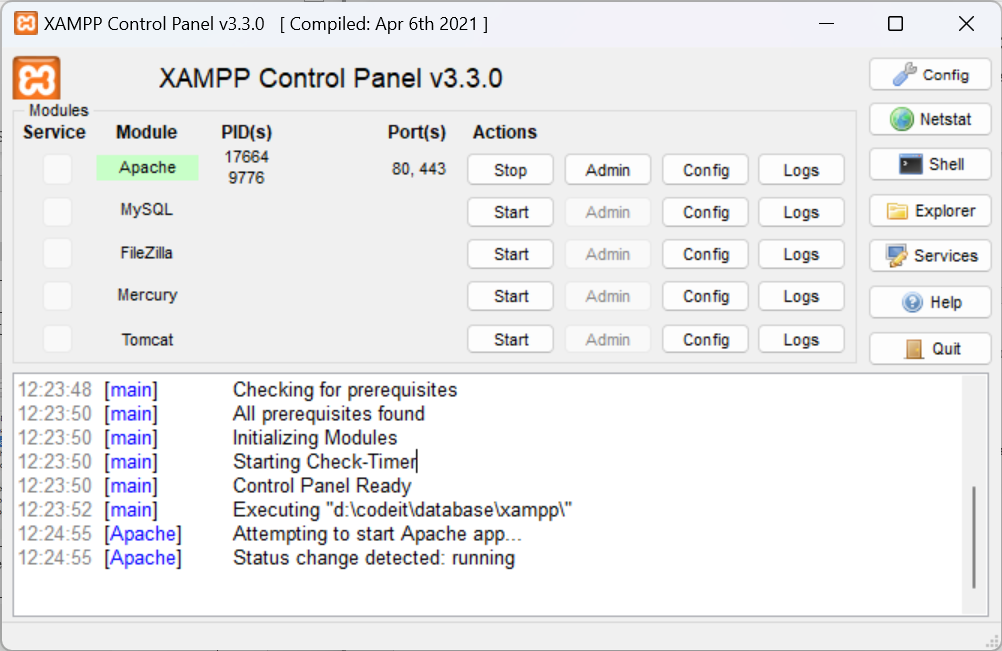 XAMPP Control Panel v3.3.0 [ Compiled: Apr 6th 2021 ]
XAMPP Control Panel v3.3.0
Config
Modules
Service Module PID(s) Port(s) Actions
Netstat
Apache 17664 9776 80, 443 Stop Admin Config Logs
Shell
MySQL Start Admin Config Logs
Explorer
FileZilla Start Admin Config Logs
Services
Mercury Start Admin Config Logs
Help
Tomcat Start Admin Config Logs
Quit
12:23:48 [main] Checking for prerequisites
12:23:50 [main] All prerequisites found
12:23:50 [main] Initializing Modules
12:23:50 [main] Starting Check-Timer
12:23:50 [main] Control Panel Ready
12:23:52 [main] Executing "d:\codeit\database\xampp\"
12:24:55 [Apache] Attempting to start Apache app...
12:24:55 [Apache] Status change detected: running